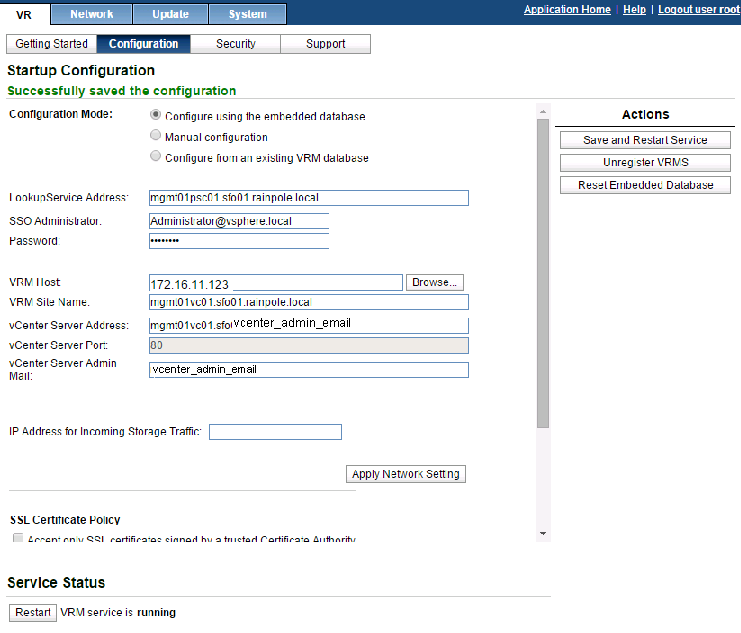 VR Network Update System
Application Home | Help | Logout user root
Getting Started Configuration Security Support
Startup Configuration
Successfully saved the configuration
Configuration Mode:
Configure using the embedded database
Manual configuration
Configure from an existing VRM database
LookupService Address: mgmt01psc01.sfo01.rainpole.local
SSO Administrator: Administrator@vsphere.local
Password: ••••••••
VRM Host: 172.16.11.123 Browse...
VRM Site Name: mgmt01vc01.sfo01.rainpole.local
vCenter Server Address: mgmt01vc01.sfo vcenter_admin_email
vCenter Server Port: 80
vCenter Server Admin
Mail: vcenter_admin_email
IP Address for Incoming Storage Traffic:
Apply Network Setting
SSL Certificate Policy
Accept only SSL certificates signed by a trusted Certificate Authority
Actions
Save and Restart Service
Unregister VRMS
Reset Embedded Database
Service Status
Restart VRM service is running